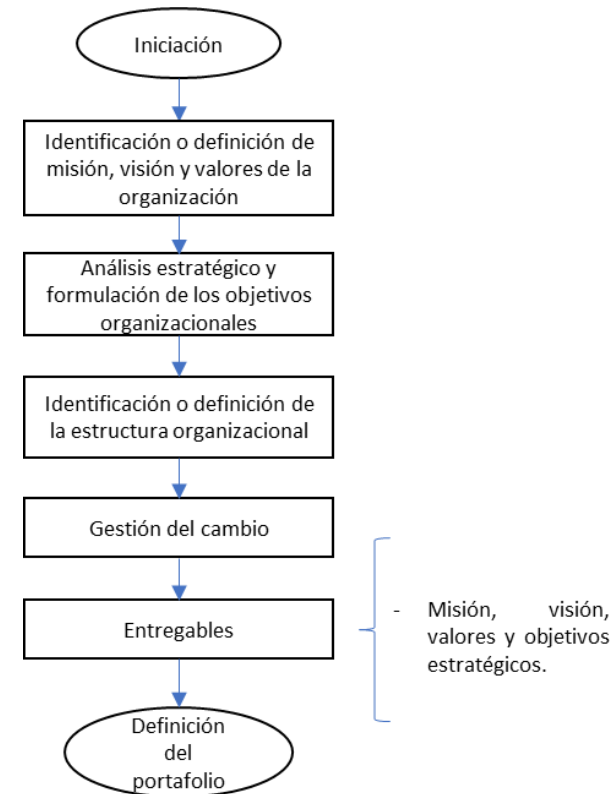 Iniciación
Identificación o definición de
misión, visión y valores de la
organización
Análisis estratégico y
formulación de los objetivos
organizacionales
Identificación o definición de
la estructura organizacional
Gestión del cambio
Entregables
- Misión, visión,
valores y objetivos
estratégicos.
Definición
del
portafolio